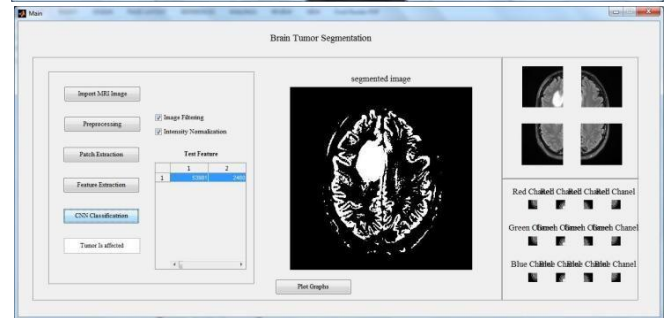 Main
Brain Tumor Segmentation
segmented image
Import MRI Image
Preprocessing
Patch Extraction
Feature Extraction
CNN Classification
Tumor Is affected
Image Filtering
Intensity Normalization
Test Feature
1 2
1
Plot Graphs
Red Chanel
Green Chanel
Blue Chanel